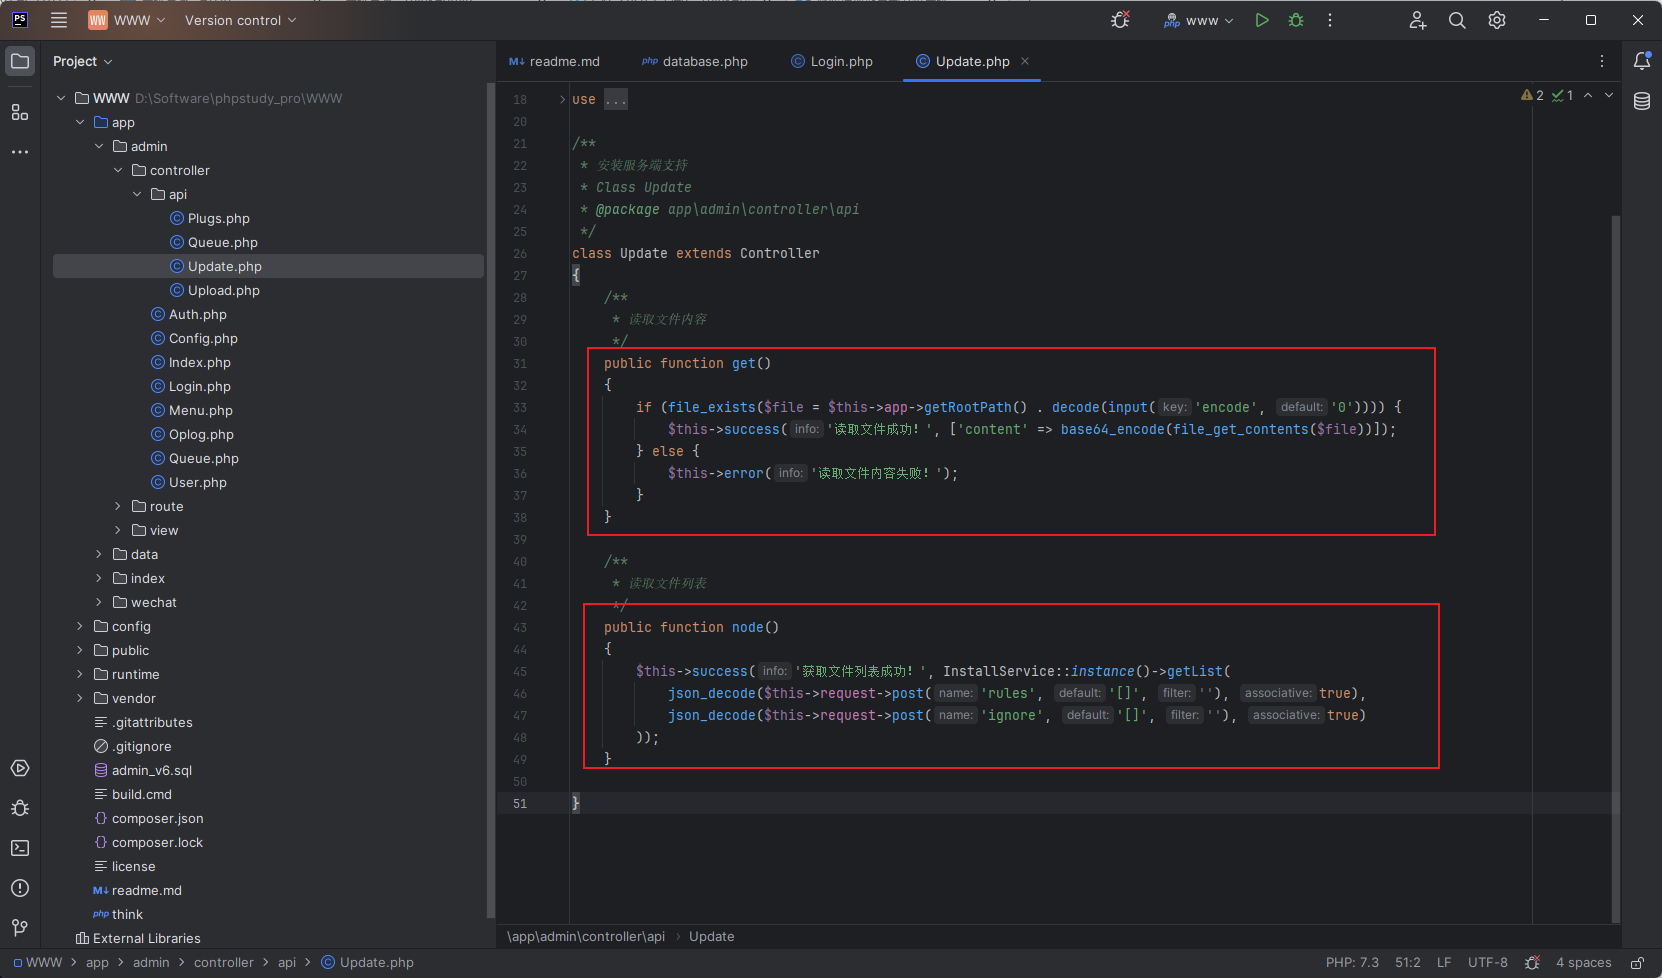 PS WW WWW Version control php www
Project
readme.md php database.php Login.php Update.php
WWW D:\Software\phpstudy_pro\WWW
app
admin
controller
api
Plugs.php
Queue.php
Update.php
Upload.php
Auth.php
Config.php
Index.php
Login.php
Menu.php
Oplog.php
Queue.php
User.php
route
view
data
index
wechat
config
public
runtime
vendor
.gitattributes
.gitignore
admin_v6.sql
build.cmd
composer.json
composer.lock
license
M↓ readme.md
php think
External Libraries
2 1
18 use ...
20
21 /**
22 * 安装服务端支持
23 * Class Update
24 * @package app\admin\controller\api
25 */
26 class Update extends Controller
27 {
28 /**
29 * 读取文件内容
30 */
31 public function get()
32 {
33 if (file_exists($file = $this->app->getRootPath() . decode(input( key: 'encode', default: '0')))) {
34 $this->success( info: '读取文件成功！', ['content' => base64_encode(file_get_contents($file))]);
35 } else {
36 $this->error( info: '读取文件内容失败！');
37 }
38 }
39
40 /**
41 * 读取文件列表
42 */
43 public function node()
44 {
45 $this->success( info: '获取文件列表成功！', InstallService::instance()->getList(
46 json_decode($this->request->post( name: 'rules', default: '[]', filter: ''), associative: true),
47 json_decode($this->request->post( name: 'ignore', default: '[]', filter: ''), associative: true)
48 ));
49 }
50
51 }
\app\admin\controller\api › Update
WWW > app > admin > controller > api > Update.php PHP: 7.3 51:2 LF UTF-8 4 spaces